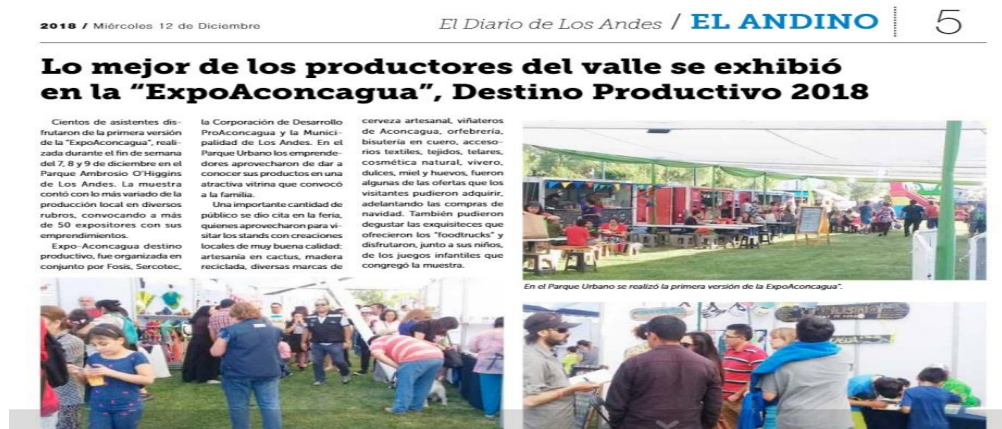 2018 / Miércoles 12 de Diciembre
El Diario de Los Andes / EL ANDINO
5
Lo mejor de los productores del valle se exhibió
en la “ExpoAconcagua”, Destino Productivo 2018
Cientos de asistentes dis-
frutaron de la primera versión
de la “ExpoAconcagua”, reali-
zada durante el fin de semana
del 7, 8 y 9 de diciembre en el
Parque Ambrosio O’Higgins
de Los Andes. La muestra
contó con lo más variado de la
producción local en diversos
rubros, convocando a más
de 50 expositores con sus
emprendimientos.
Expo-Aconcagua destino
productivo, fue organizada en
conjunto por Fosis, Sercotec,
la Corporación de Desarrollo
ProAconcagua y la Munici-
palidad de Los Andes. En el
Parque Urbano los emprende-
dores aprovecharon de dar a
conocer sus productos en una
atractiva vitrina que convocó
a la familia.
Una importante cantidad de
público se dio cita en la feria,
quienes aprovecharon para vi-
sitar los stands con creaciones
locales de muy buena calidad:
artesanía en cactus, madera
reciclada, diversas marcas de
cerveza artesanal, viñateros
de Aconcagua, orfebrería,
bisutería en cuero, acceso-
rios textiles, tejidos, telares,
cosmética natural, vivero,
dulces, miel y huevos, fueron
algunas de las ofertas que los
visitantes pudieron adquirir,
adelantando las compras de
navidad. También pudieron
degustar las exquisiteces que
ofrecieron los “foodtrucks” y
disfrutaron, junto a sus niños,
de los juegos infantiles que
congregó la muestra.
En el Parque Urbano se realizó la primera versión de la ExpoAconcagua”.